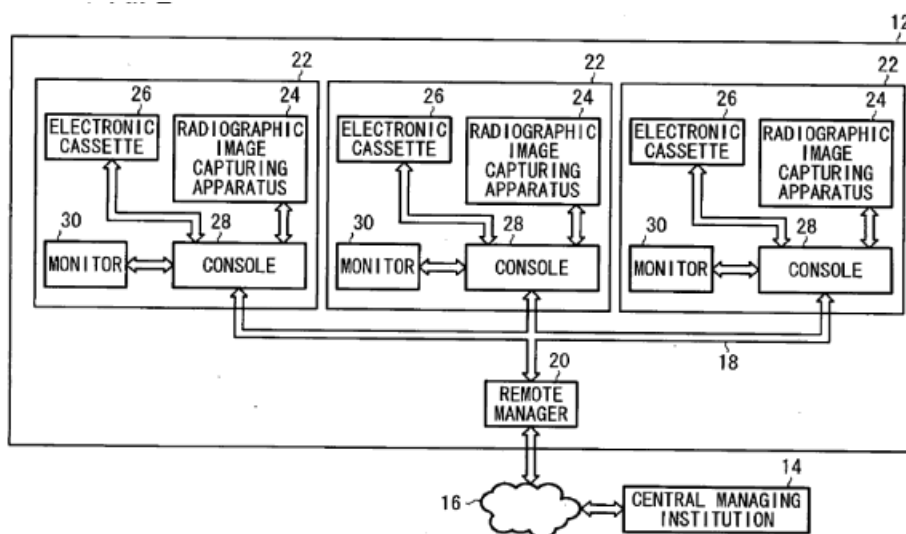 12
22
22
22
26
24
26
24
26
24
ELECTRONIC
CASSETTE
RADIOGRAPHIC
IMAGE
CAPTURING
APPARATUS
ELECTRONIC
CASSETTE
RADIOGRAPHIC
IMAGE
CAPTURING
APPARATUS
ELECTRONIC
CASSETTE
RADIOGRAPHIC
IMAGE
CAPTURING
APPARATUS
30
28
30
28
30
28
MONITOR
CONSOLE
MONITOR
CONSOLE
MONITOR
CONSOLE
18
20
REMOTE
MANAGER
16
14
CENTRAL MANAGING
INSTITUTION